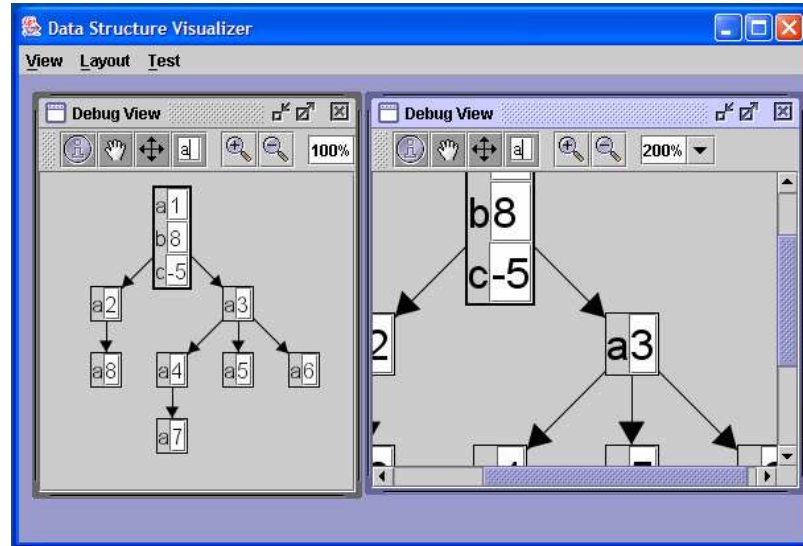 Data Structure Visualizer
View Layout Test
Debug View
a 100%
a 1
b 8
c -5
a 2 a 3
a 8 a 4 a 5 a 6
a 7
Debug View
a 200%
b 8
c -5
2 a 3